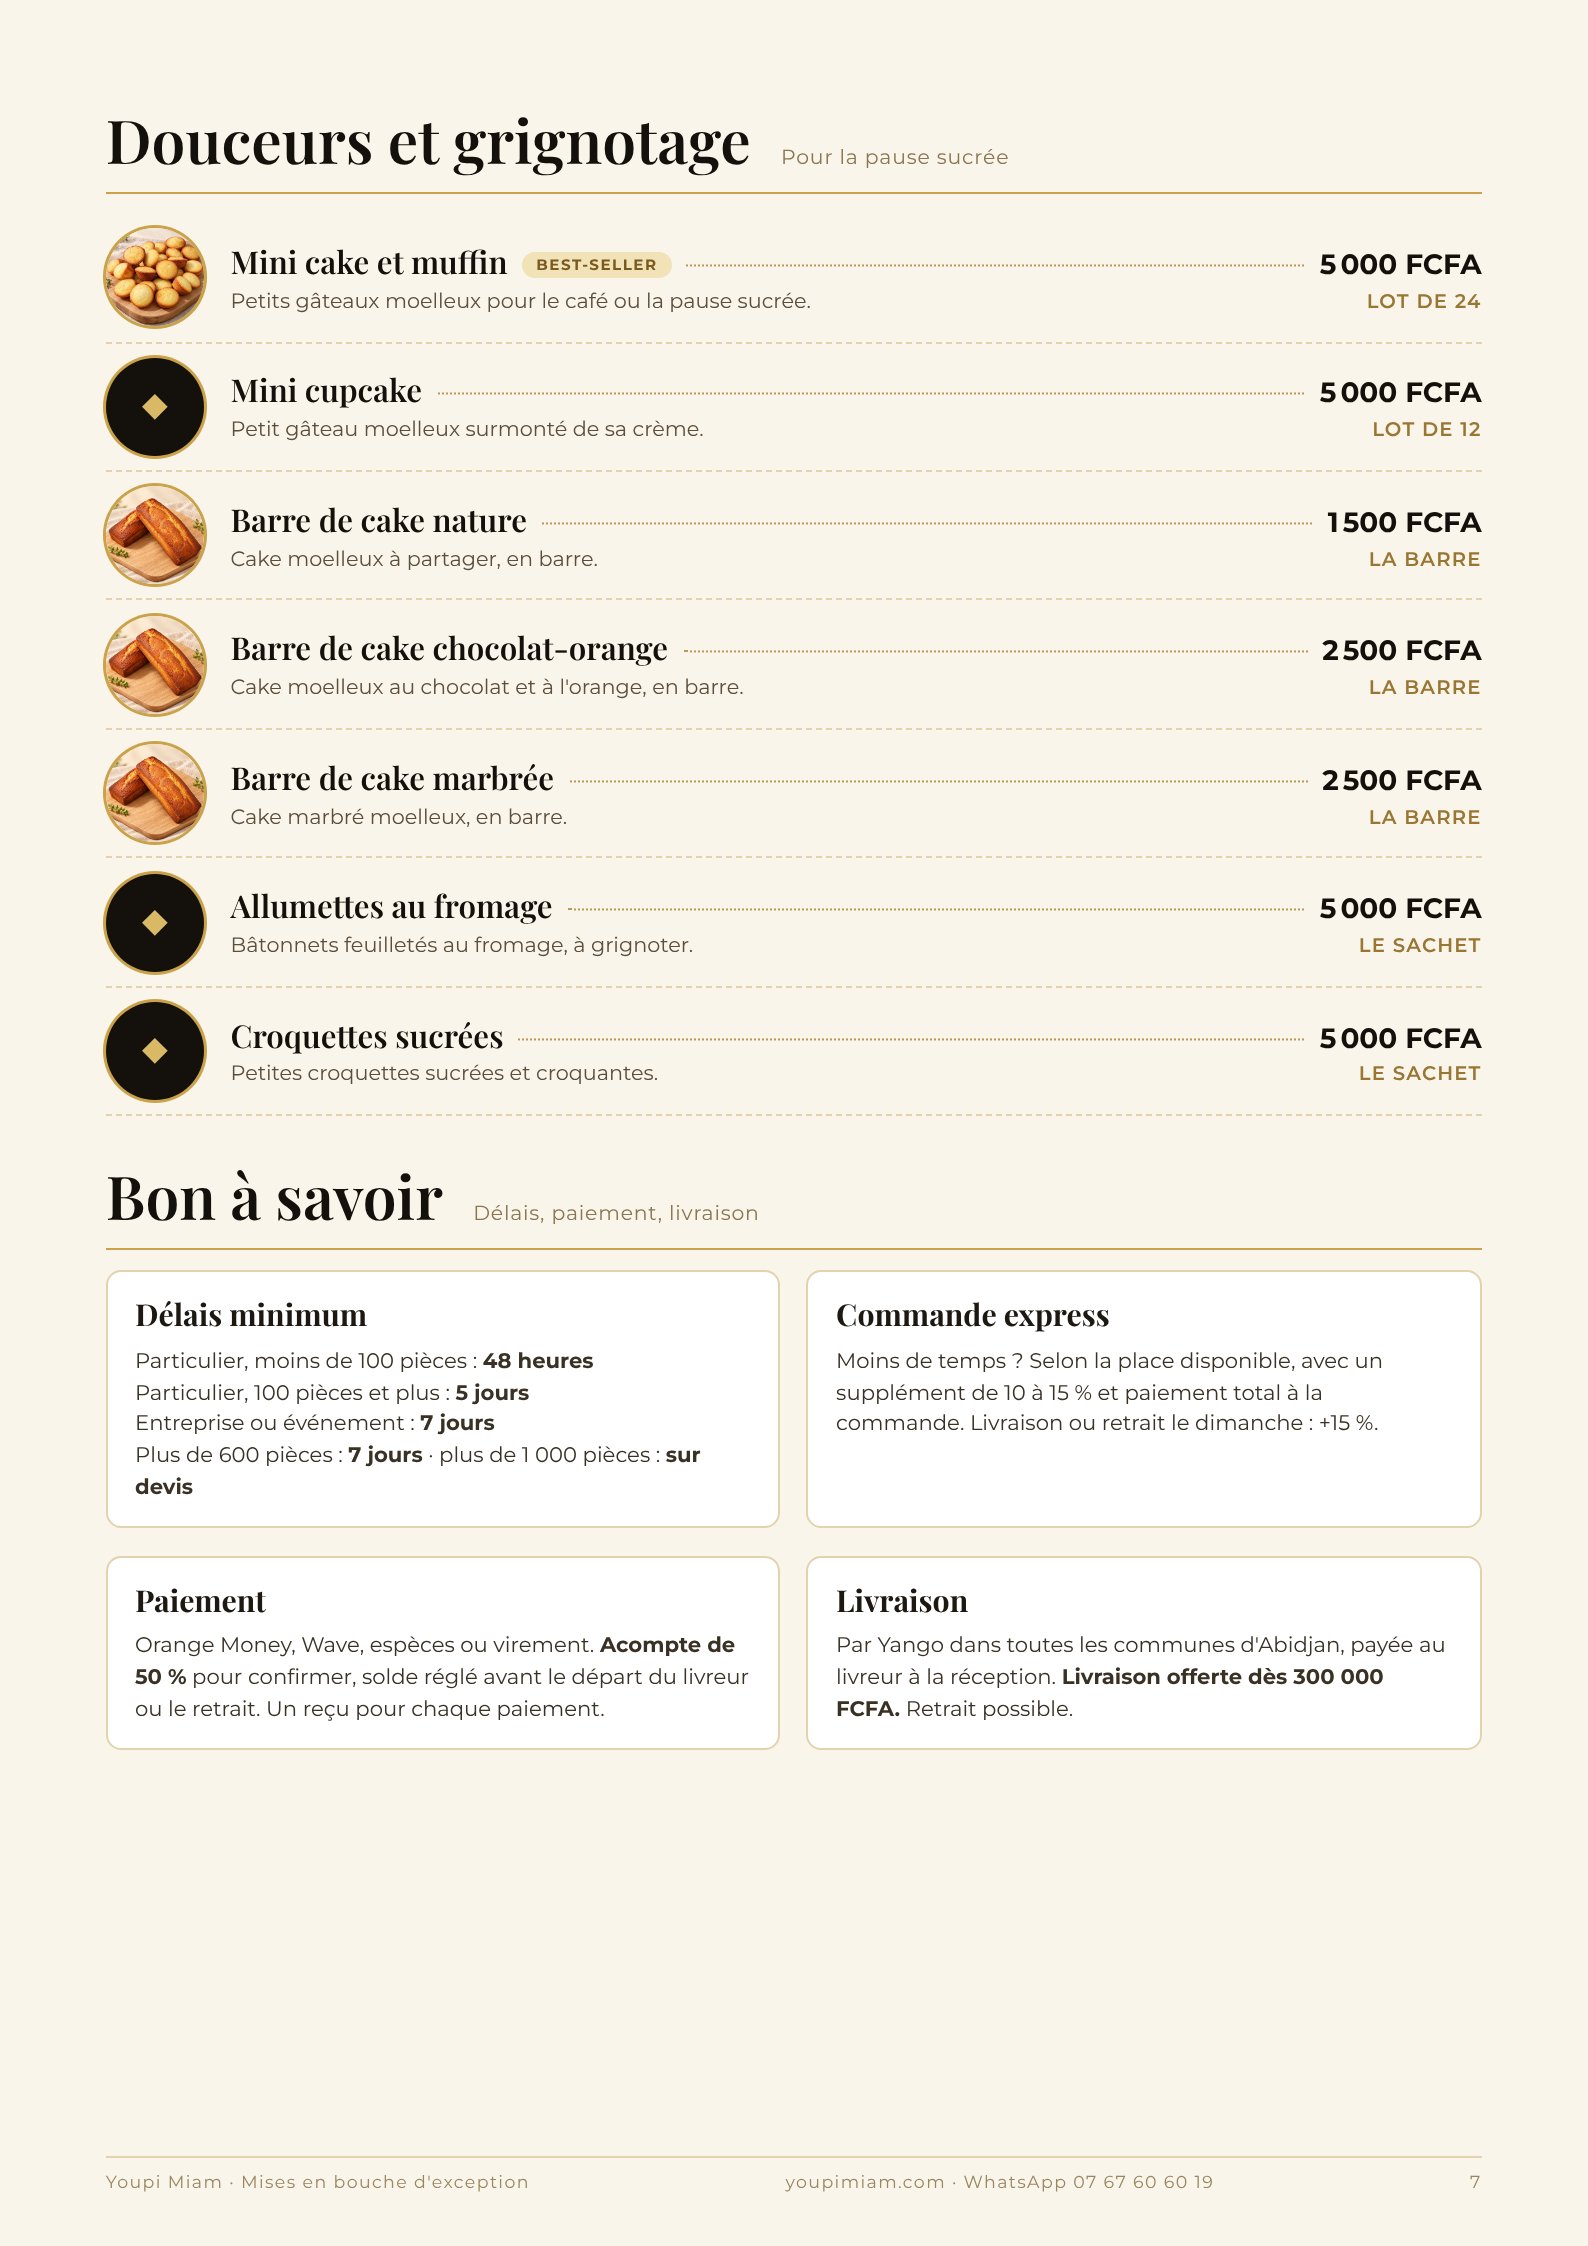 Douceurs et grignotage Pour la pause sucrée
Mini cake et muffin BEST-SELLER 5 000 FCFA
Petits gâteaux moelleux pour le café ou la pause sucrée. LOT DE 24
Mini cupcake 5 000 FCFA
Petit gâteau moelleux surmonté de sa crème. LOT DE 12
Barre de cake nature 1 500 FCFA
Cake moelleux à partager, en barre. LA BARRE
Barre de cake chocolat-orange 2 500 FCFA
Cake moelleux au chocolat et à l'orange, en barre. LA BARRE
Barre de cake marbrée 2 500 FCFA
Cake marbré moelleux, en barre. LA BARRE
Allumettes au fromage 5 000 FCFA
Bâtonnets feuilletés au fromage, à grignoter. LE SACHET
Croquettes sucrées 5 000 FCFA
Petites croquettes sucrées et croquantes. LE SACHET
Bon à savoir Délais, paiement, livraison
Délais minimum
Particulier, moins de 100 pièces : 48 heures
Particulier, 100 pièces et plus : 5 jours
Entreprise ou événement : 7 jours
Plus de 600 pièces : 7 jours · plus de 1 000 pièces : sur
devis
Commande express
Moins de temps ? Selon la place disponible, avec un
supplément de 10 à 15 % et paiement total à la
commande. Livraison ou retrait le dimanche : +15 %.
Paiement
Orange Money, Wave, espèces ou virement. Acompte de
50 % pour confirmer, solde réglé avant le départ du livreur
ou le retrait. Un reçu pour chaque paiement.
Livraison
Par Yango dans toutes les communes d'Abidjan, payée au
livreur à la réception. Livraison offerte dès 300 000
FCFA. Retrait possible.
Youpi Miam · Mises en bouche d'exception youpimiam.com · WhatsApp 07 67 60 60 19 7